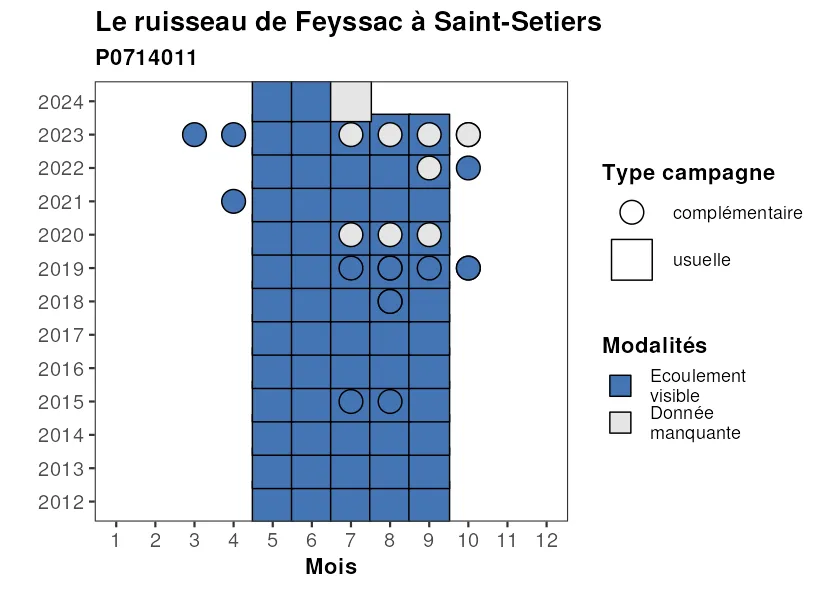 Le ruisseau de Feyssac à Saint-Setiers
P0714011
2024
2023
2022
2021
2020
2019
2018
2017
2016
2015
2014
2013
2012
1 2 3 4 5 6 7 8 9 10 11 12
Mois
Type campagne
complémentaire
usuelle
Modalités
Ecoulement
visible
Donnée
manquante